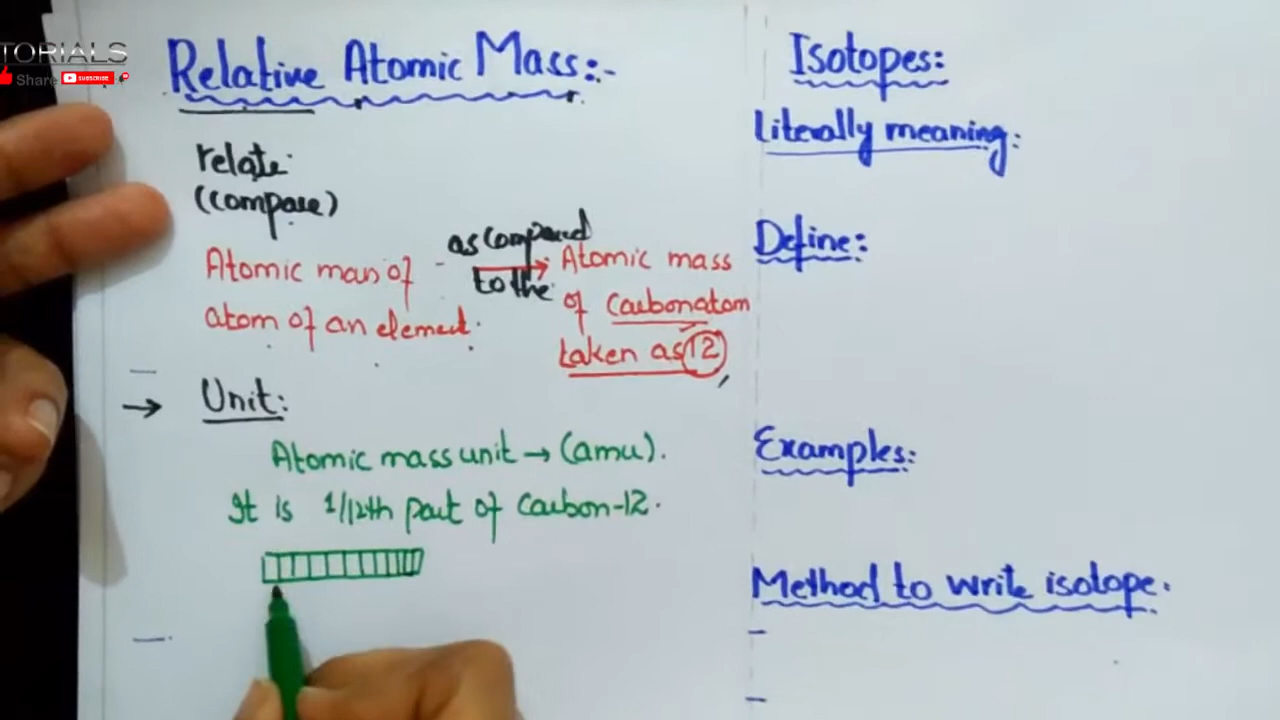 TORIALS
Share SUBSCRIBE
Relative Atomic Mass:-
relate
(compare)
Atomic mass of
atom of an element.
as compared
to the
Atomic mass
of Carbon atom
taken as 12
→ Unit:
Atomic mass unit → (amu).
It is 1/12th part of Carbon-12.
Isotopes:
Literally meaning:
Define:
Examples:
Method to write isotope.